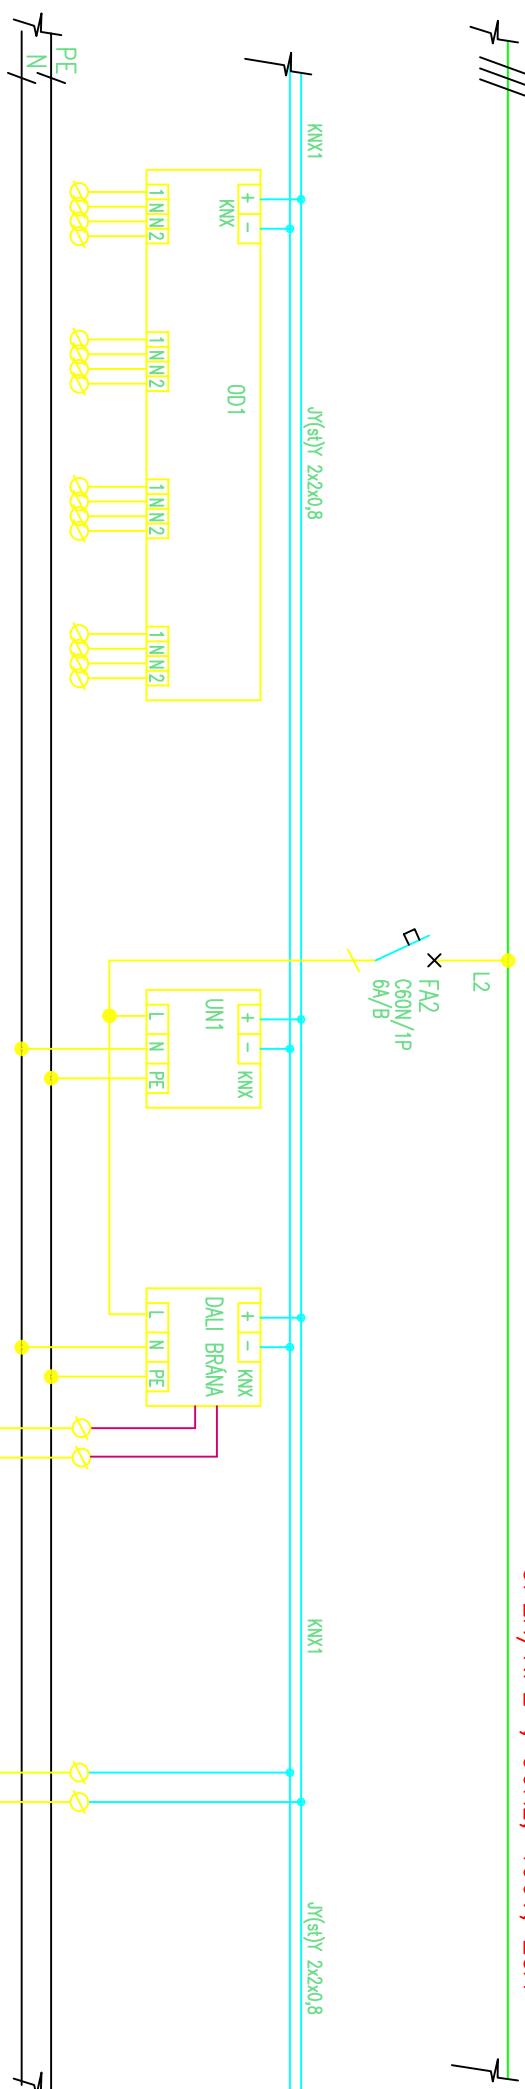 PE
N
KNX1
+
-
KNX
1
N
N
2
OD1
1
N
N
2
1
N
N
2
1
N
N
2
JY(st)Y 2x2x0,8
L2
FA2
C60N/1P
6A/B
UN1
+
-
KNX
L
N
PE
DALI BRÁNA
+
-
KNX
L
N
PE
KNX1
JY(st)Y 2x2x0,8